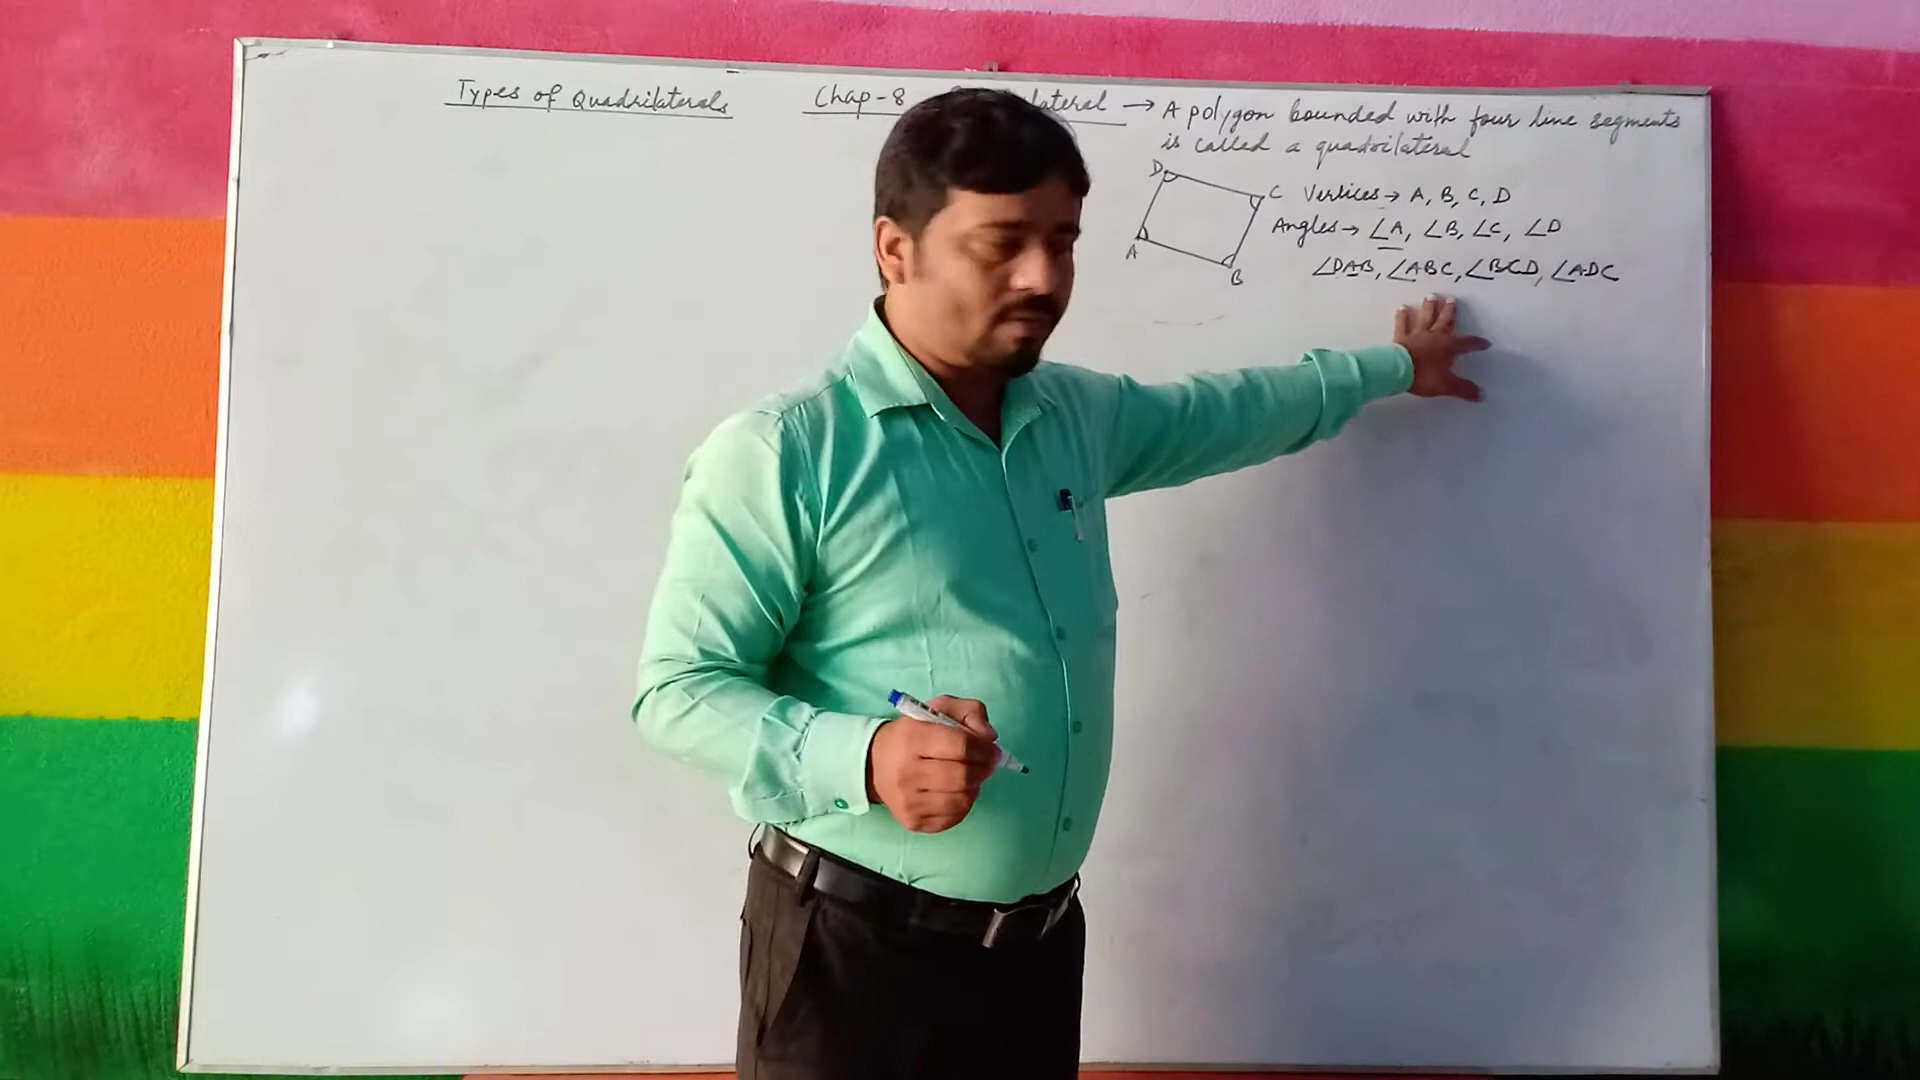 Types of Quadrilaterals
Chap-8 lateral → A polygon bounded with four line segments
is called a quadrilateral
D
C Vertices → A, B, C, D
Angles → ∠A, ∠B, ∠C, ∠D
A
B
∠DAB, ∠ABC, ∠BCD, ∠ADC